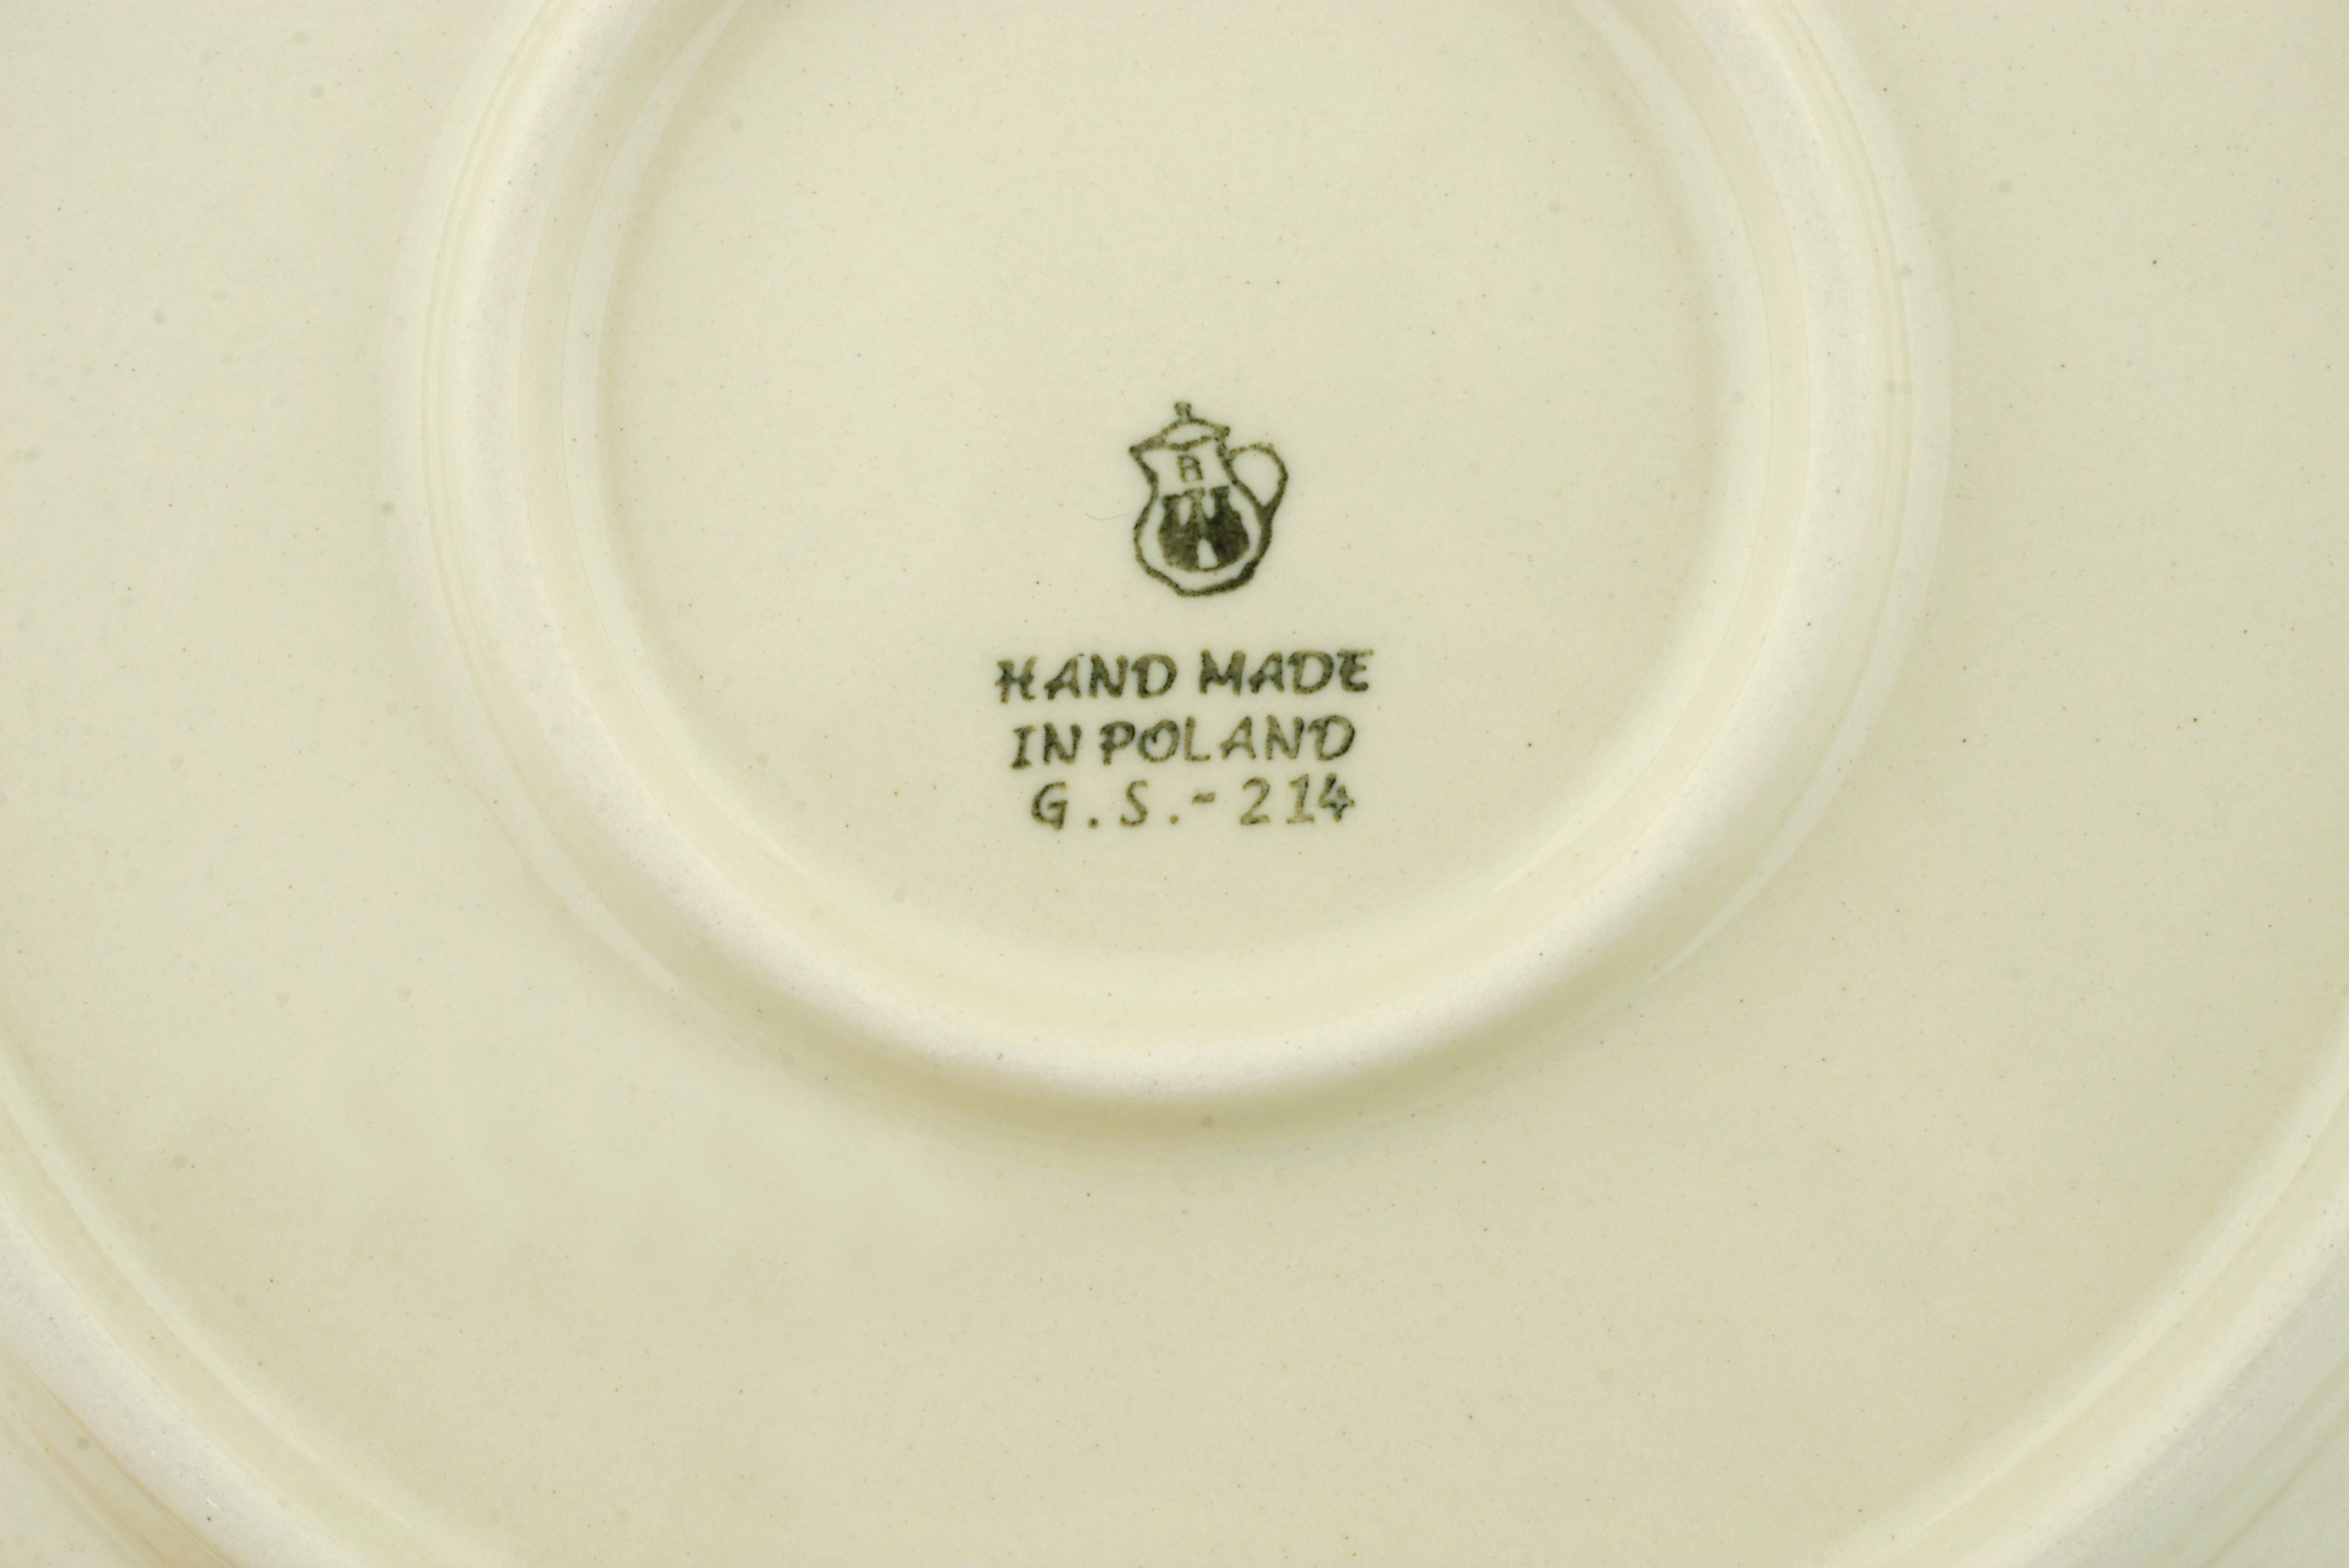 B
HAND MADE
IN POLAND
G.S.-214